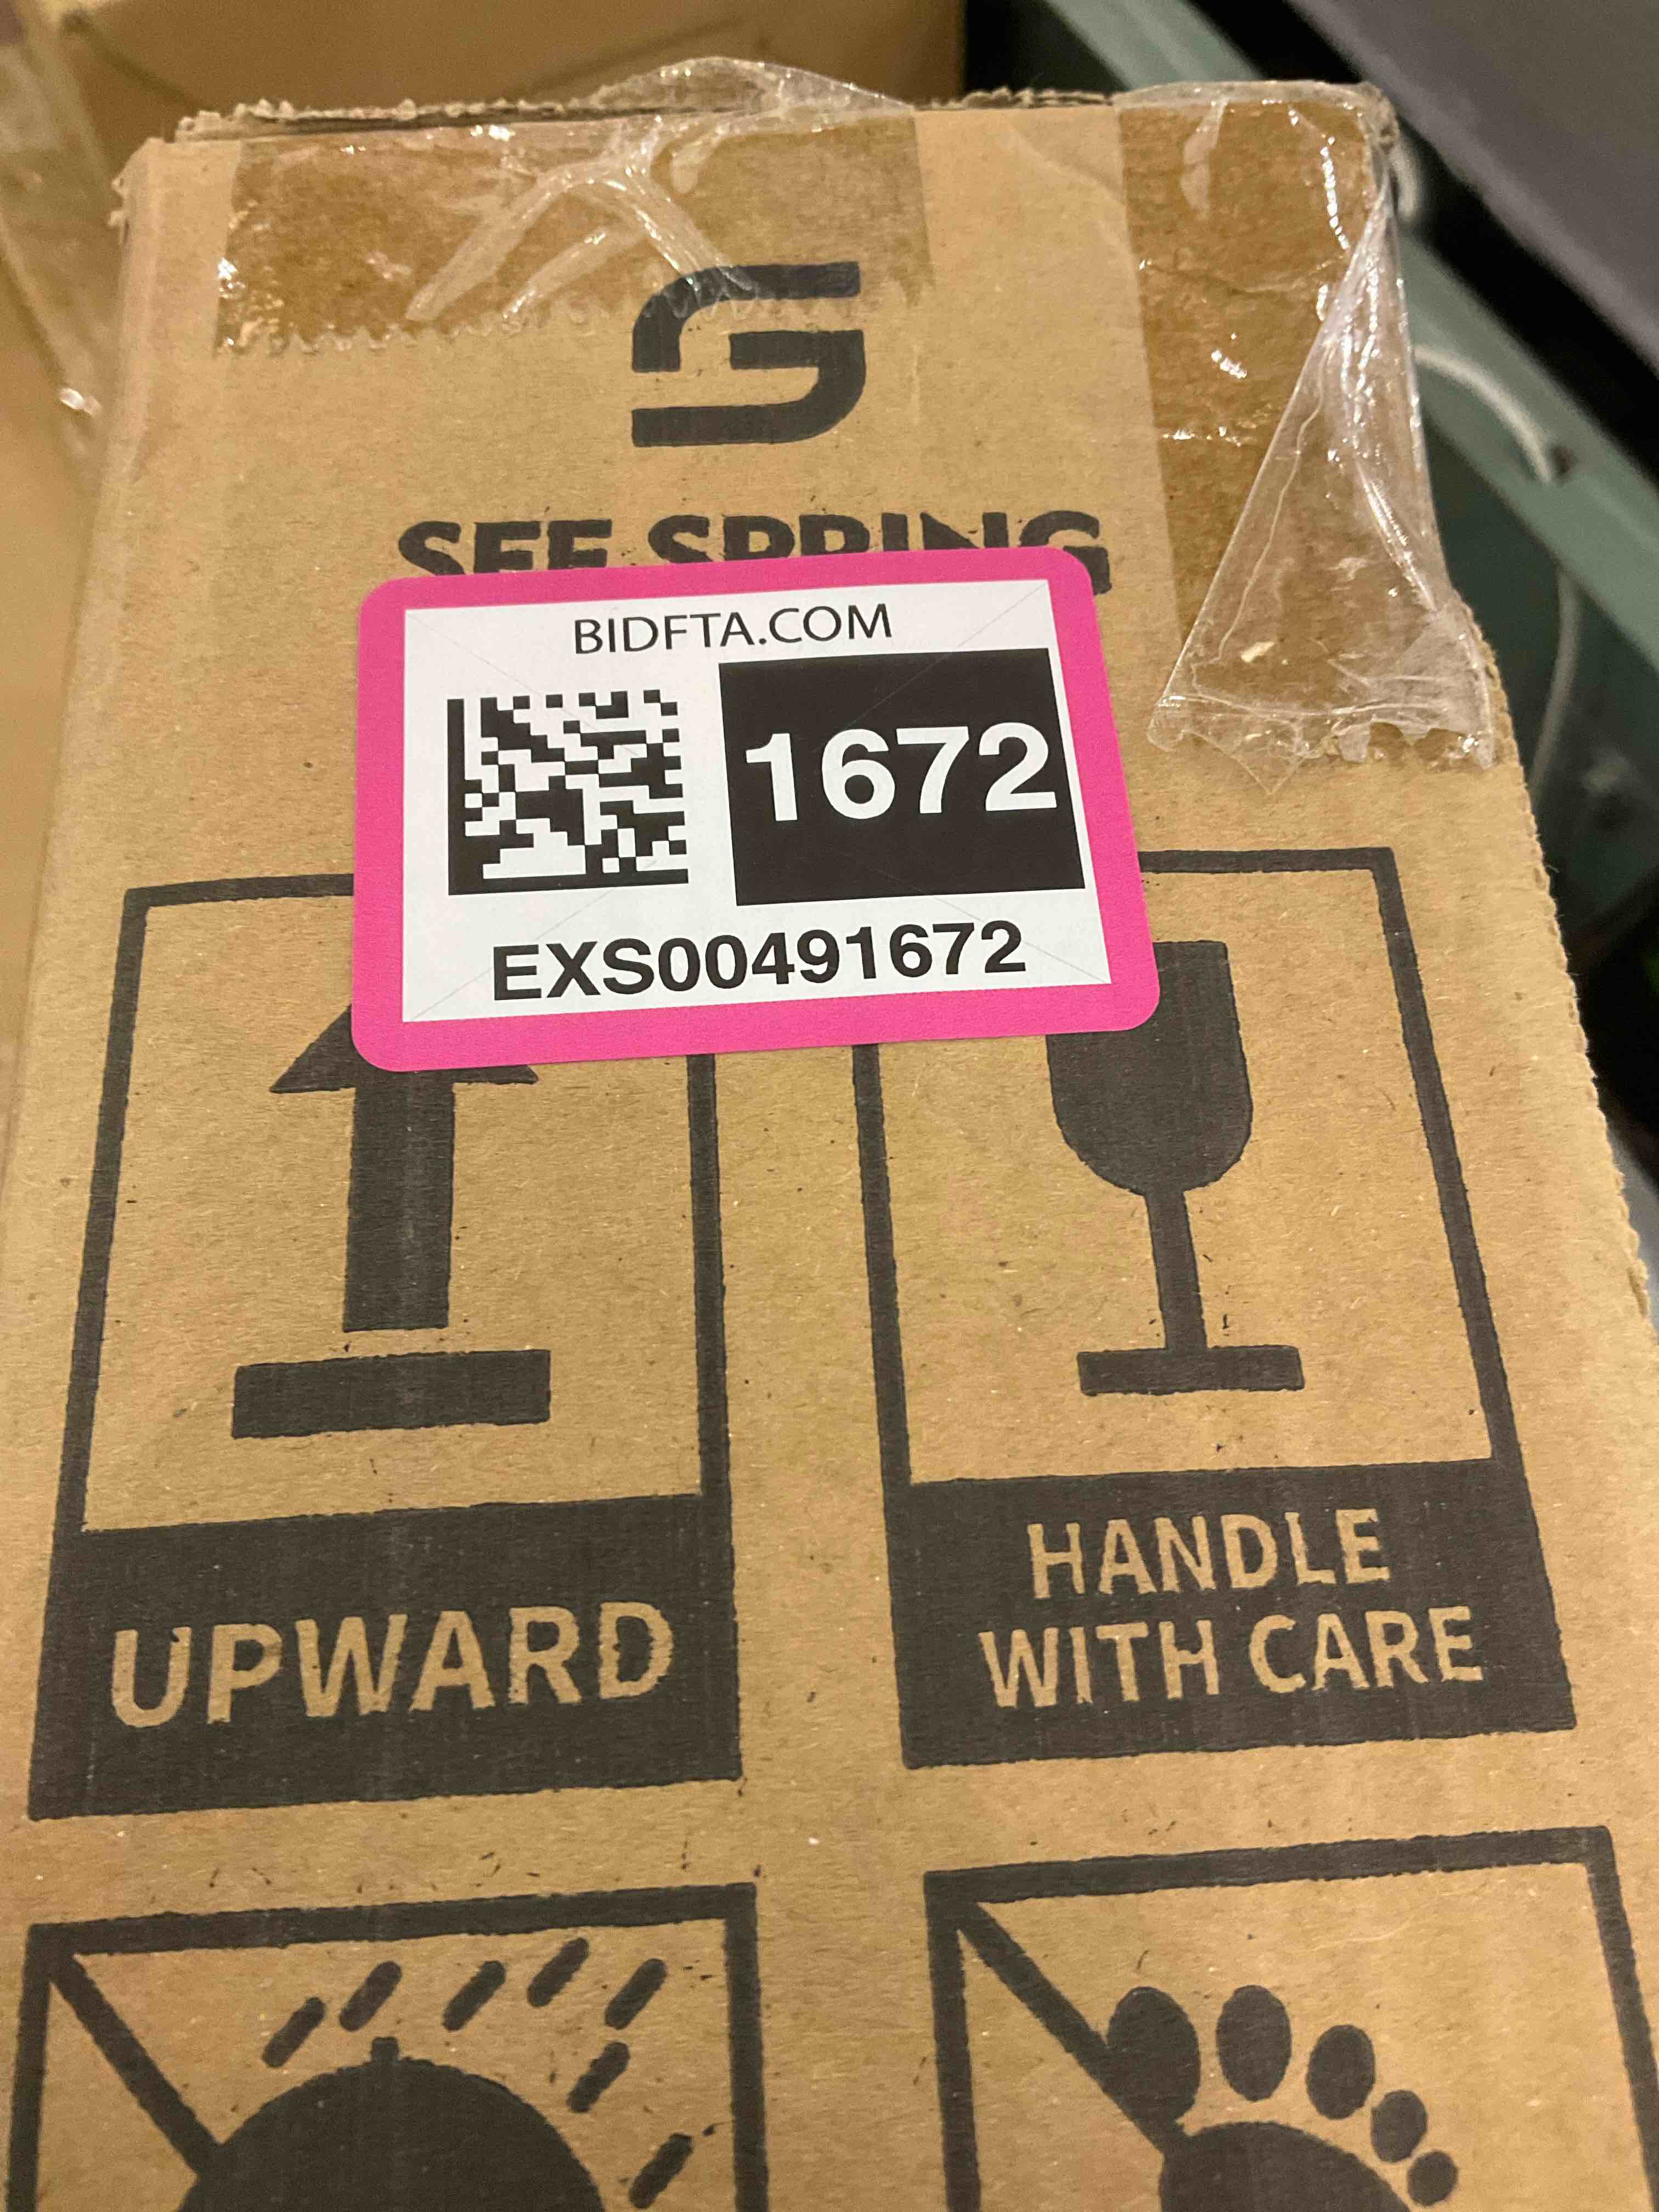 SEE SPRING
BIDFTA.COM
1672
EXS00491672
UPWARD
HANDLE
WITH CARE